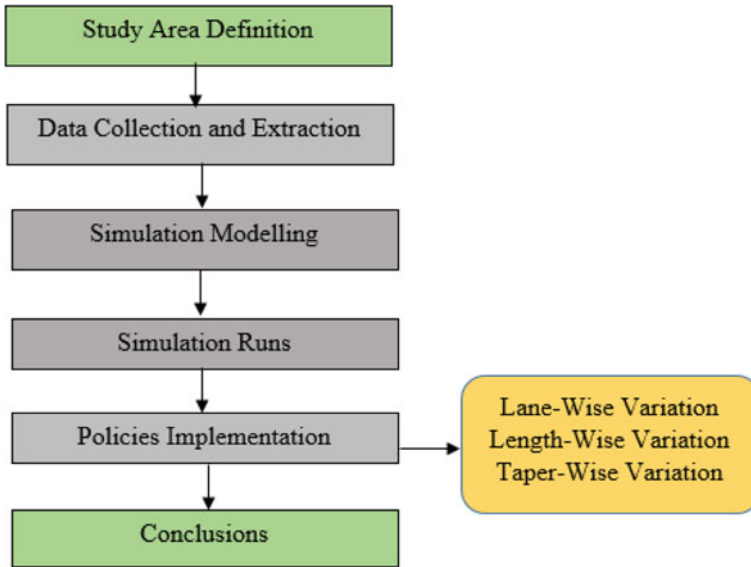 Study Area Definition
Data Collection and Extraction
Simulation Modelling
Simulation Runs
Policies Implementation
Lane-Wise Variation
Length-Wise Variation
Taper-Wise Variation
Conclusions